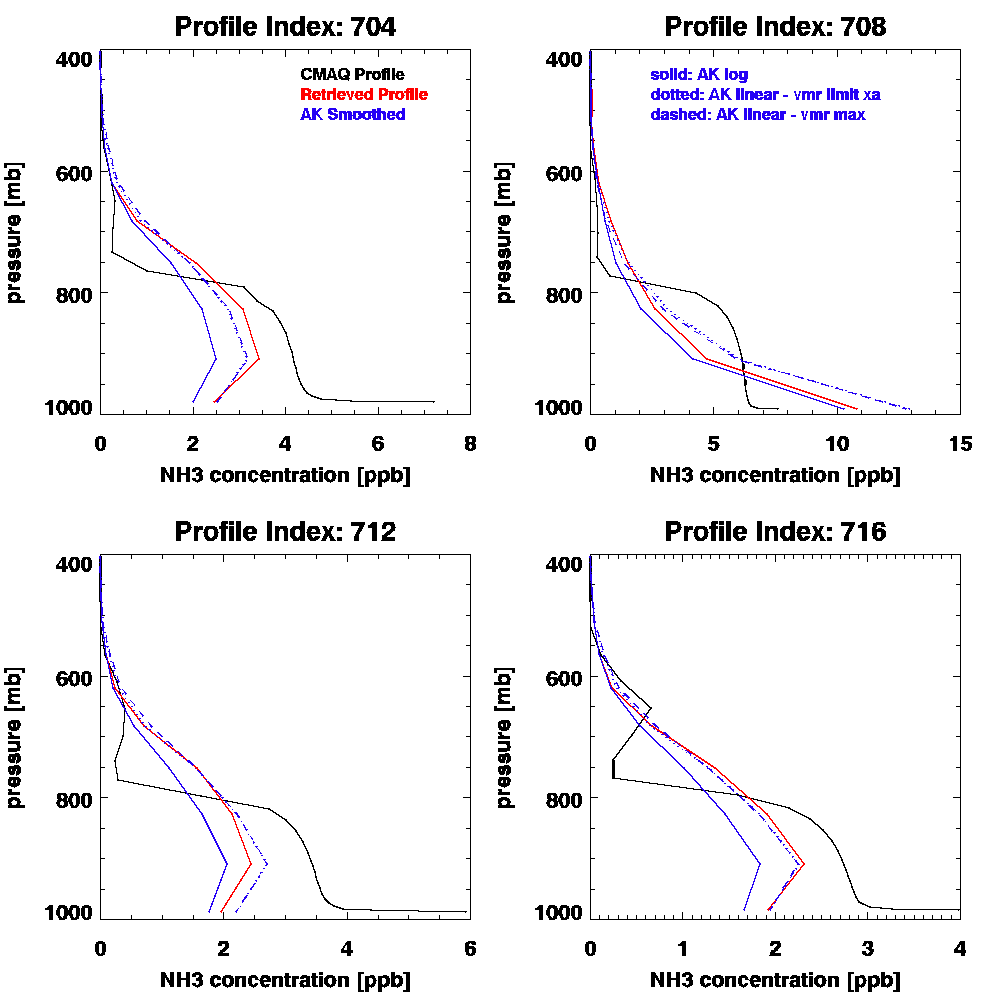 Profile Index: 704
Profile Index: 708
400
600
800
1000
pressure [mb]
CMAQ Profile
Retrieved Profile
AK Smoothed
0 2 4 6 8
NH3 concentration [ppb]
400
600
800
1000
pressure [mb]
solid: AK log
dotted: AK linear - vmr limit xa
dashed: AK linear - vmr max
0 5 10 15
NH3 concentration [ppb]
Profile Index: 712
Profile Index: 716
400
600
800
1000
pressure [mb]
0 2 4 6
NH3 concentration [ppb]
400
600
800
1000
pressure [mb]
0 1 2 3 4
NH3 concentration [ppb]